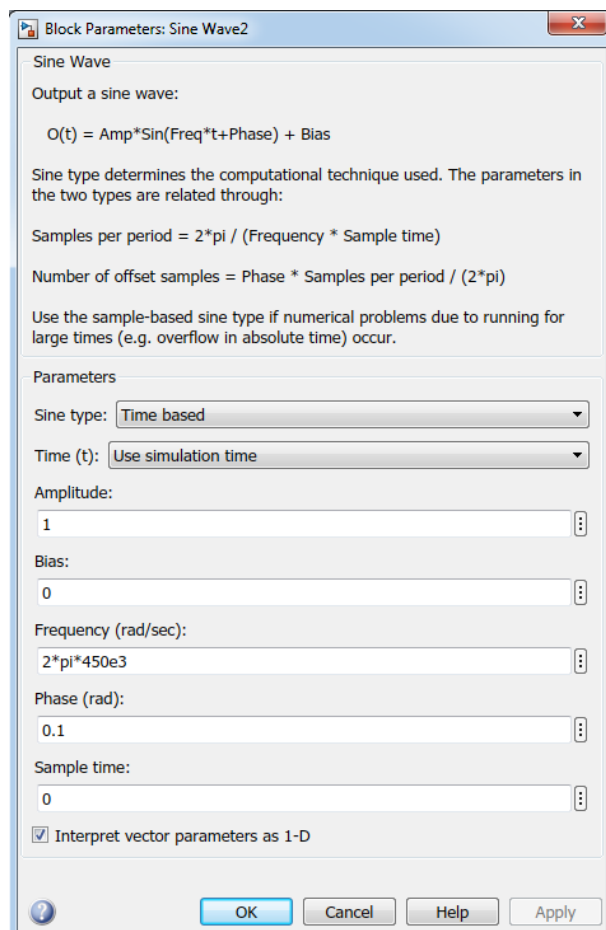 Block Parameters: Sine Wave2
Sine Wave
Output a sine wave:
O(t) = Amp*Sin(Freq*t+Phase) + Bias
Sine type determines the computational technique used. The parameters in
the two types are related through:
Samples per period = 2*pi / (Frequency * Sample time)
Number of offset samples = Phase * Samples per period / (2*pi)
Use the sample-based sine type if numerical problems due to running for
large times (e.g. overflow in absolute time) occur.
Parameters
Sine type: Time based
Time (t): Use simulation time
Amplitude:
1
Bias:
0
Frequency (rad/sec):
2*pi*450e3
Phase (rad):
0.1
Sample time:
0
Interpret vector parameters as 1-D
OK Cancel Help Apply